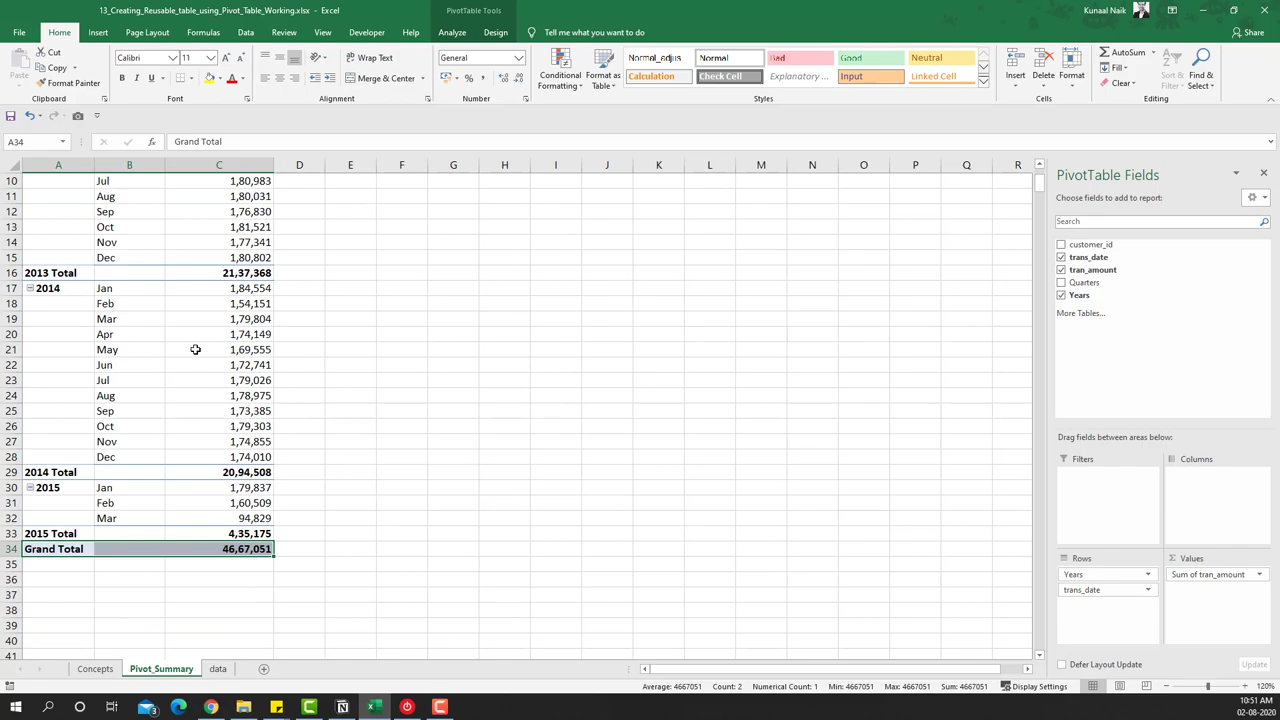 13_Creating_Reusable_table_using_Pivot_Table_Working.xlsx - Excel
PivotTable Tools
Kunaal Naik
File Home Insert Page Layout Formulas Data Review View Developer Help Analyze Design Tell me what you want to do Share
Paste
Cut
Copy
Format Painter
Clipboard
Calibri 11
B I U
Font
Wrap Text
Merge & Center
Alignment
General
Number
Conditional Formatting
Format as Table
Normal_adjus Normal Bad Good Neutral
Calculation Check Cell Explanatory ... Input Linked Cell
Styles
Insert Delete Format
Cells
AutoSum
Fill
Clear
Sort & Filter
Find & Select
Editing
A34 Grand Total
A B C D E F G H I J K L M N O P Q R
10 Jul 1,80,983
11 Aug 1,80,031
12 Sep 1,76,830
13 Oct 1,81,521
14 Nov 1,77,341
15 Dec 1,80,802
16 2013 Total 21,37,368
17 2014 Jan 1,84,554
18 Feb 1,54,151
19 Mar 1,79,804
20 Apr 1,74,149
21 May 1,69,555
22 Jun 1,72,741
23 Jul 1,79,026
24 Aug 1,78,975
25 Sep 1,73,385
26 Oct 1,79,303
27 Nov 1,74,855
28 Dec 1,74,010
29 2014 Total 20,94,508
30 2015 Jan 1,79,837
31 Feb 1,60,509
32 Mar 94,829
33 2015 Total 4,35,175
34 Grand Total 46,67,051
35
36
37
38
39
40
41
PivotTable Fields
Choose fields to add to report:
Search
customer_id
trans_date
tran_amount
Quarters
Years
More Tables...
Drag fields between areas below:
Filters Columns
Rows Values
Years Sum of tran_amount
trans_date
Defer Layout Update Update
Concepts Pivot_Summary data
Average: 4667051 Count: 2 Numerical Count: 1 Min: 4667051 Max: 4667051 Sum: 4667051 Display Settings 120%
10:51 AM
02-08-2020